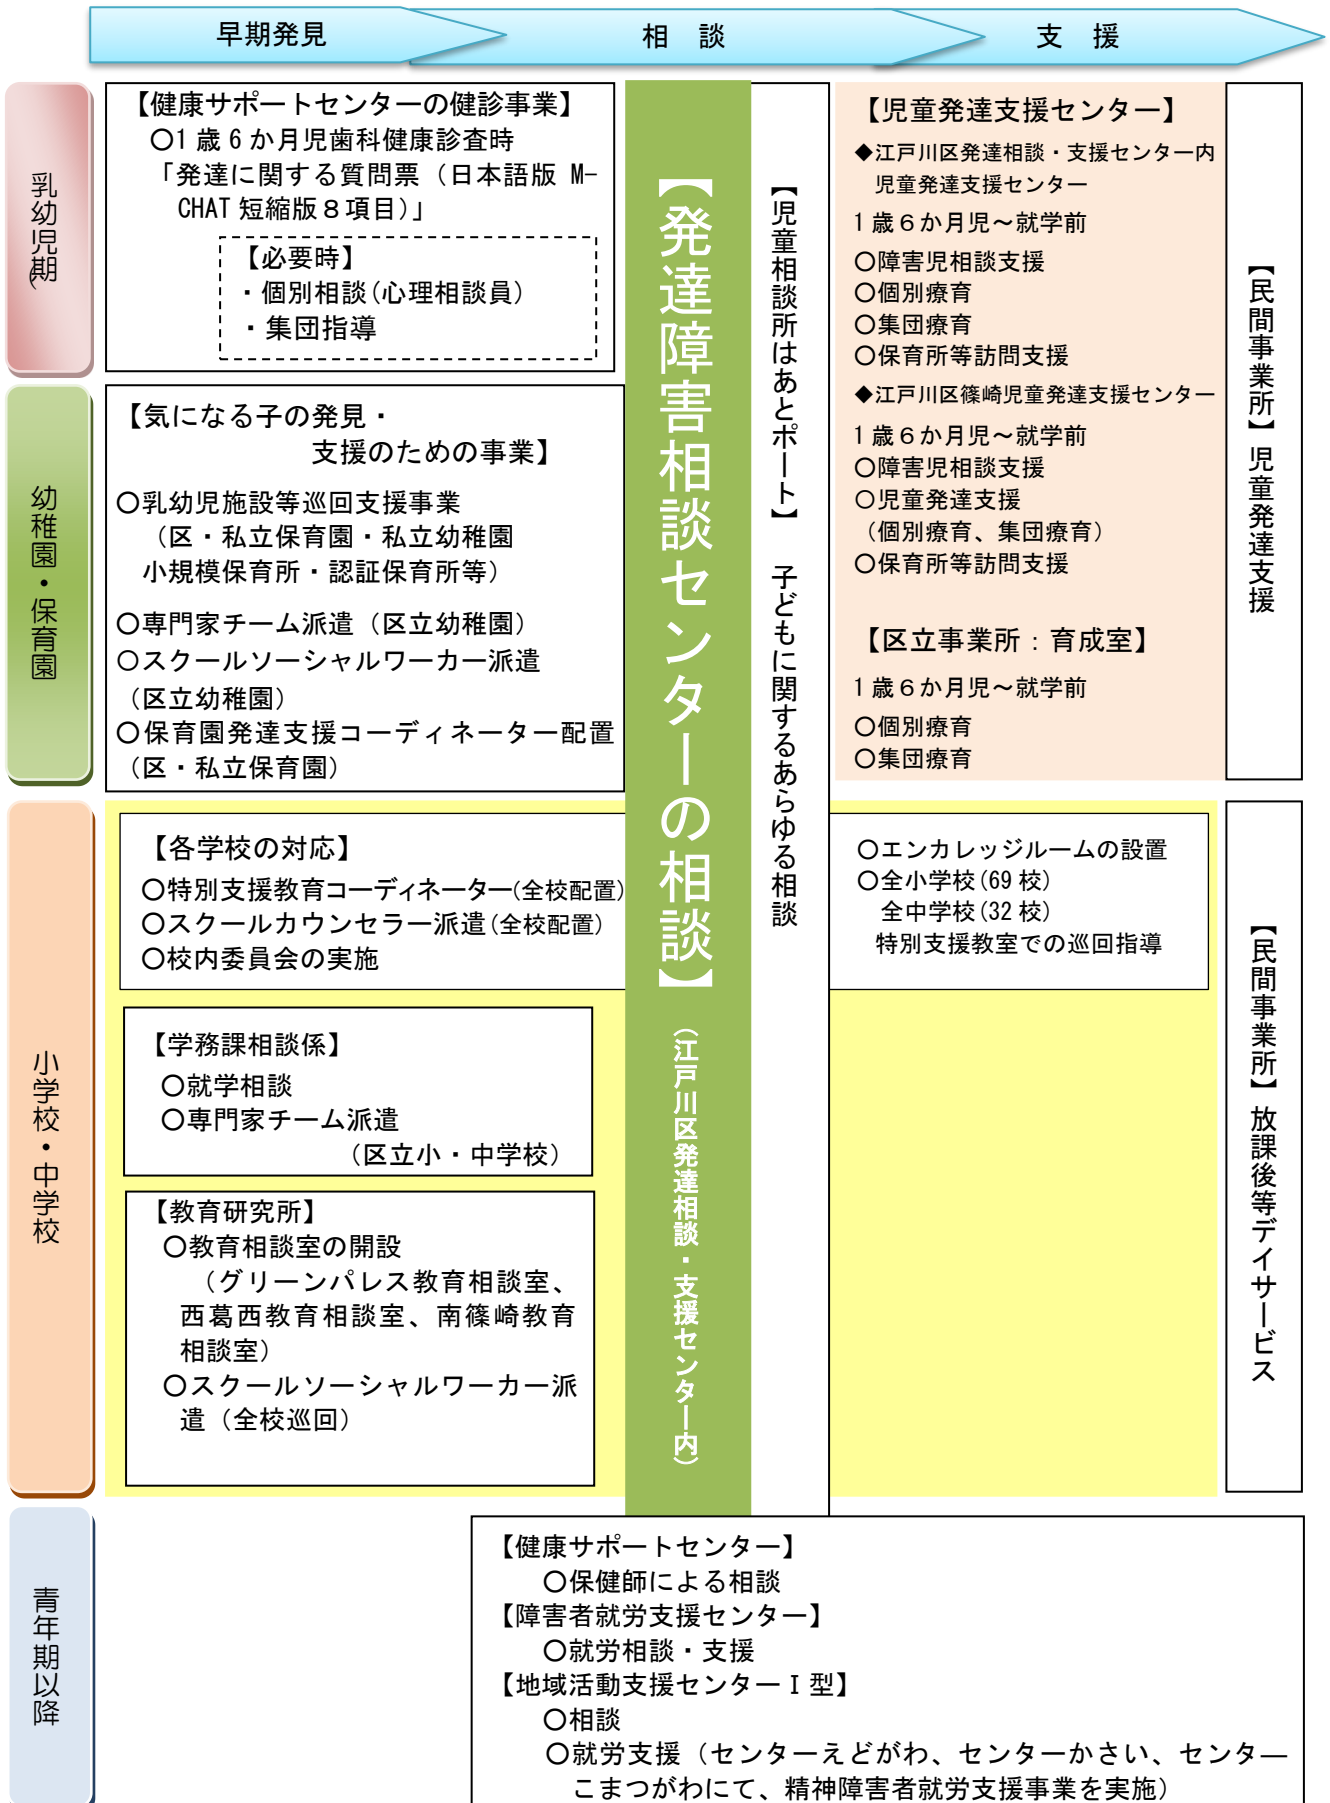 早期発見
相 談
支 援
乳幼児期(
【健康サポートセンターの健診事業】
〇1歳6か月児歯科健康診査時
「発達に関する質問票（日本語版 M-
CHAT短縮版８項目）」
【必要時】
・個別相談(心理相談員)
・集団指導
幼稚園・保育園
【気になる子の発見・
支援のための事業】
〇乳幼児施設等巡回支援事業
（区・私立保育園・私立幼稚園
小規模保育所・認証保育所等）
〇専門家チーム派遣（区立幼稚園）
〇スクールソーシャルワーカー派遣
（区立幼稚園）
〇保育園発達支援コーディネーター配置
（区・私立保育園）
小学校・中学校
【各学校の対応】
〇特別支援教育コーディネーター(全校配置)
〇スクールカウンセラー派遣(全校配置)
〇校内委員会の実施
【学務課相談係】
〇就学相談
〇専門家チーム派遣
（区立小・中学校）
【教育研究所】
〇教育相談室の開設
（グリーンパレス教育相談室、
西葛西教育相談室、南篠崎教育
相談室）
〇スクールソーシャルワーカー派
遣（全校巡回）
【発達障害相談センターの相談】（江戸川区発達相談・支援センター内）
【児童相談所はあとポート】 子どもに関するあらゆる相談
【児童発達支援センター】
◆江戸川区発達相談・支援センター内
児童発達支援センター
1歳６か月児～就学前
〇障害児相談支援
〇個別療育
〇集団療育
〇保育所等訪問支援
◆江戸川区篠崎児童発達支援センター
1歳６か月児～就学前
〇障害児相談支援
〇児童発達支援
（個別療育、集団療育）
〇保育所等訪問支援
【区立事業所：育成室】
1歳６か月児～就学前
〇個別療育
〇集団療育
【民間事業所】児童発達支援
〇エンカレッジルームの設置
〇全小学校(69校)
全中学校(32校)
特別支援教室での巡回指導
【民間事業所】放課後等デイサービス
青年期以降
【健康サポートセンター】
〇保健師による相談
【障害者就労支援センター】
〇就労相談・支援
【地域活動支援センターⅠ型】
〇相談
〇就労支援（センターえどがわ、センターかさい、センター
こまつがわにて、精神障害者就労支援事業を実施）